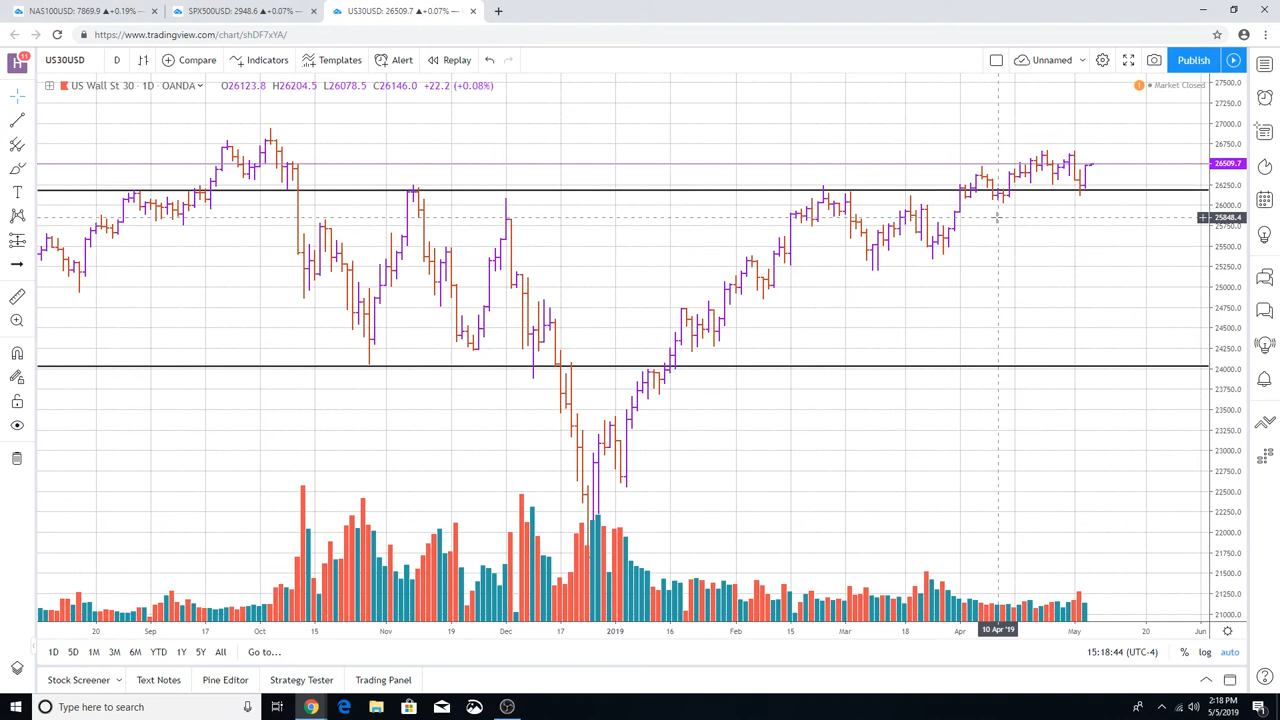 NAS100USD: 7869.9 ▲+0.19% —
SPX500USD: 2948.6 ▲+0.07% —
US30USD: 26509.7 ▲+0.07% —
https://www.tradingview.com/chart/shDF7xYA/
H 11 US30USD D Compare Indicators Templates Alert Replay Unnamed Publish
US Wall St 30 · 1D · OANDA O26123.8 H26204.5 L26078.5 C26146.0 +22.2 (+0.08%)
Market Closed
27500.0
27250.0
27000.0
26750.0
26509.7
26250.0
26000.0
25848.4
25750.0
25500.0
25250.0
25000.0
24750.0
24500.0
24250.0
24000.0
23750.0
23500.0
23250.0
23000.0
22750.0
22500.0
22250.0
22000.0
21750.0
21500.0
21250.0
21000.0
20 Sep 17 Oct 15 Nov 19 Dec 17 2019 16 Feb 15 Mar 18 Apr 10 Apr '19 May 20 Jun
1D 5D 1M 3M 6M YTD 1Y 5Y All Go to... 15:18:44 (UTC-4) % log auto
Stock Screener Text Notes Pine Editor Strategy Tester Trading Panel
Type here to search
2:18 PM
5/5/2019
1